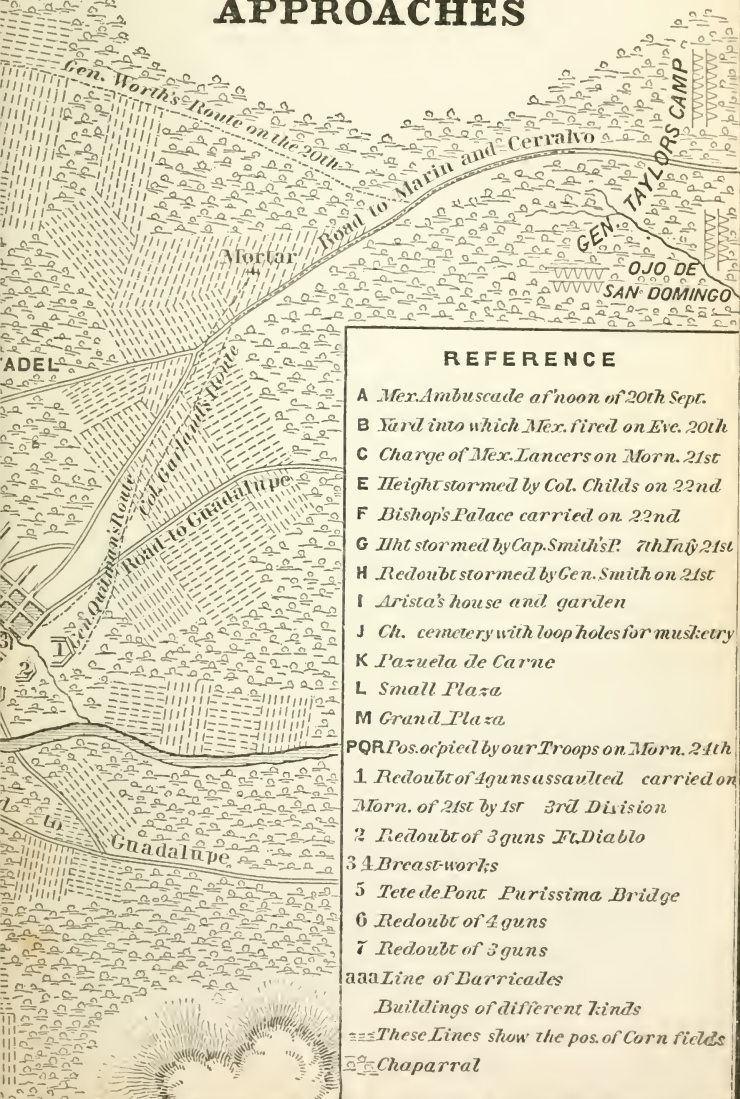 APPROACHES
Gen. Worth's Route on the 20th
Road to Marin and Cerralvo
GEN. TAYLORS CAMP
OJO DE
SAN DOMINGO
Mortar
ADEL
Col. Garland's Route
Gen Quitman's Route
Road to Guadalupe
3
1
2
to
Guadalupe
REFERENCE
A Mex. Ambuscade af'noon of 20th Sept.
B Yard into which Mex. fired on Eve. 20th
C Charge of Mex. Lancers on Morn. 21st
E Height stormed by Col. Childs on 22nd
F Bishop's Palace carried on 22nd
G Hht stormed by Cap. Smith's P. 7th Infy 21st
H Redoubt stormed by Gen. Smith on 21st
I Arista's house and garden
J Ch. cemetery with loop holes for musketry
K Pazuela de Carne
L Small Plaza
M Grand Plaza
PQR Pos. oc'pied by our Troops on Morn. 24th
1 Redoubt of 4 guns assaulted carried on
Morn. of 21st by 1st 3rd Division
2 Redoubt of 3 guns Ft. Diablo
3 4 Breast-works
5 Tete de Pont Purissima Bridge
6 Redoubt of 4 guns
7 Redoubt of 3 guns
aaa Line of Barricades
Buildings of different kinds
These Lines show the pos. of Corn fields
Chaparral